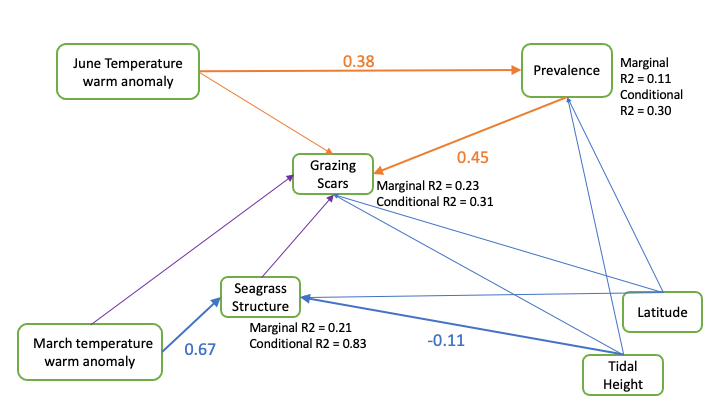 June Temperature
warm anomaly
0.38
Prevalence
Marginal
R2 = 0.11
Conditional
R2 = 0.30
0.45
Grazing
Scars
Marginal R2 = 0.23
Conditional R2 = 0.31
Seagrass
Structure
Marginal R2 = 0.21
Conditional R2 = 0.83
Latitude
March temperature
warm anomaly
0.67
-0.11
Tidal
Height